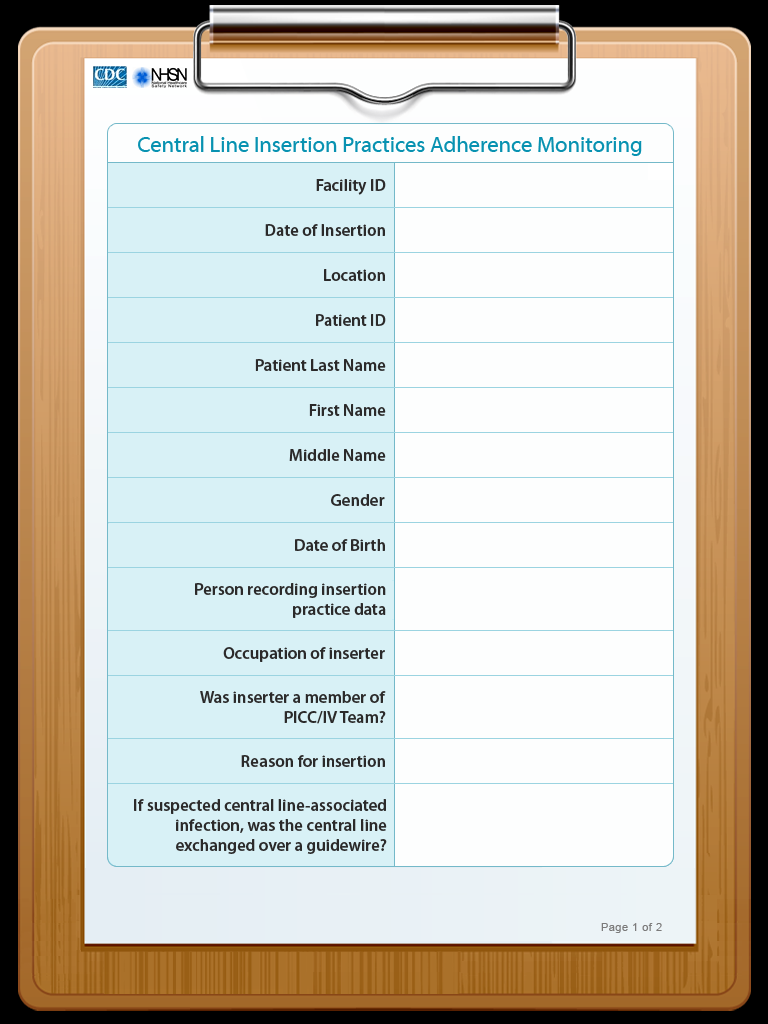 CDC
NHSN
National Healthcare
Safety Network
Central Line Insertion Practices Adherence Monitoring
Facility ID
Date of Insertion
Location
Patient ID
Patient Last Name
First Name
Middle Name
Gender
Date of Birth
Person recording insertion
practice data
Occupation of inserter
Was inserter a member of
PICC/IV Team?
Reason for insertion
If suspected central line-associated
infection, was the central line
exchanged over a guidewire?
Page 1 of 2